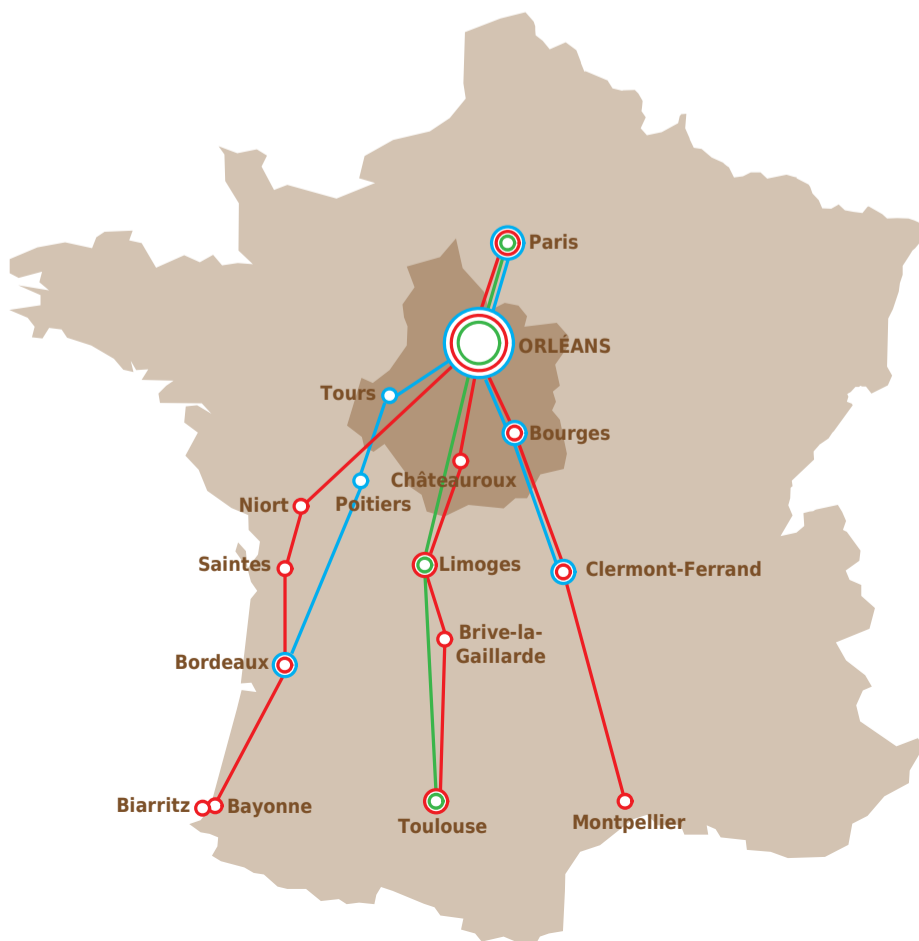 Paris
ORLÉANS
Tours
Bourges
Châteauroux
Poitiers
Niort
Saintes
Limoges
Clermont-Ferrand
Brive-la-
Gaillarde
Bordeaux
Biarritz
Bayonne
Toulouse
Montpellier